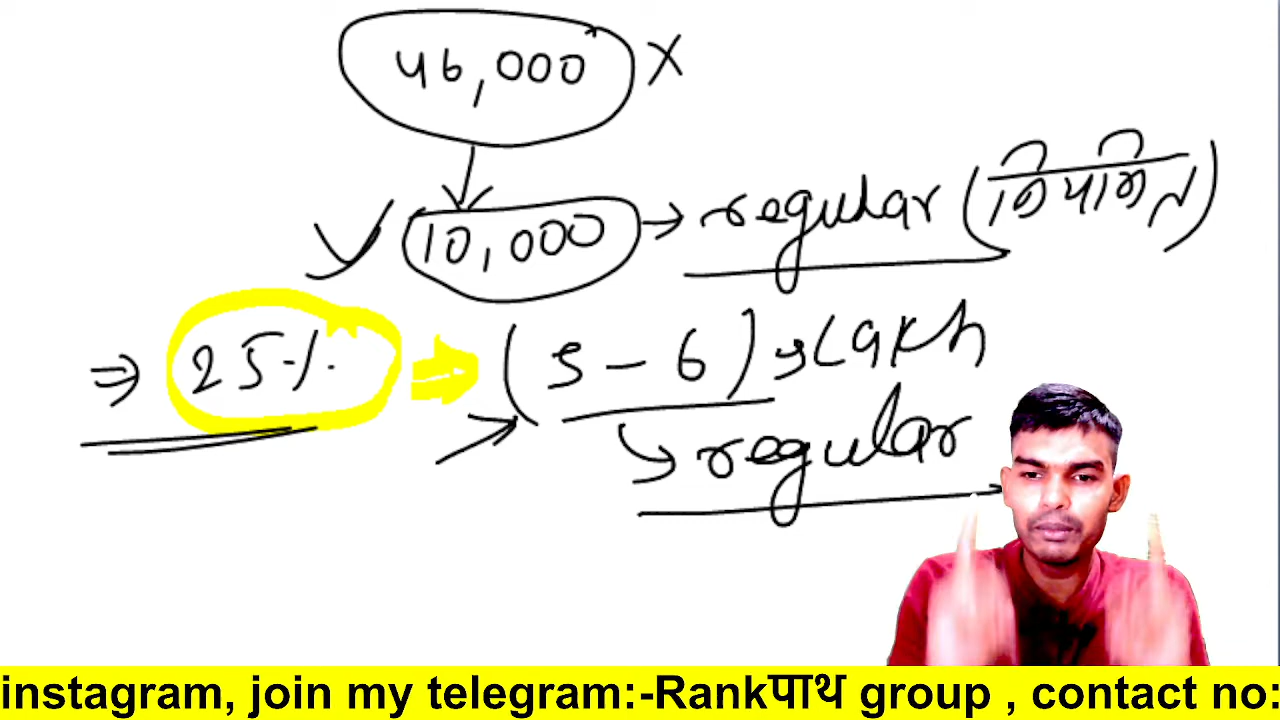 46,000 ×
10,000 → regular (नियमित)
⇒ 25% ⇒ (5 - 6) → Lakh
↳ regular
instagram, join my telegram:-Rankपाथ group , contact no: